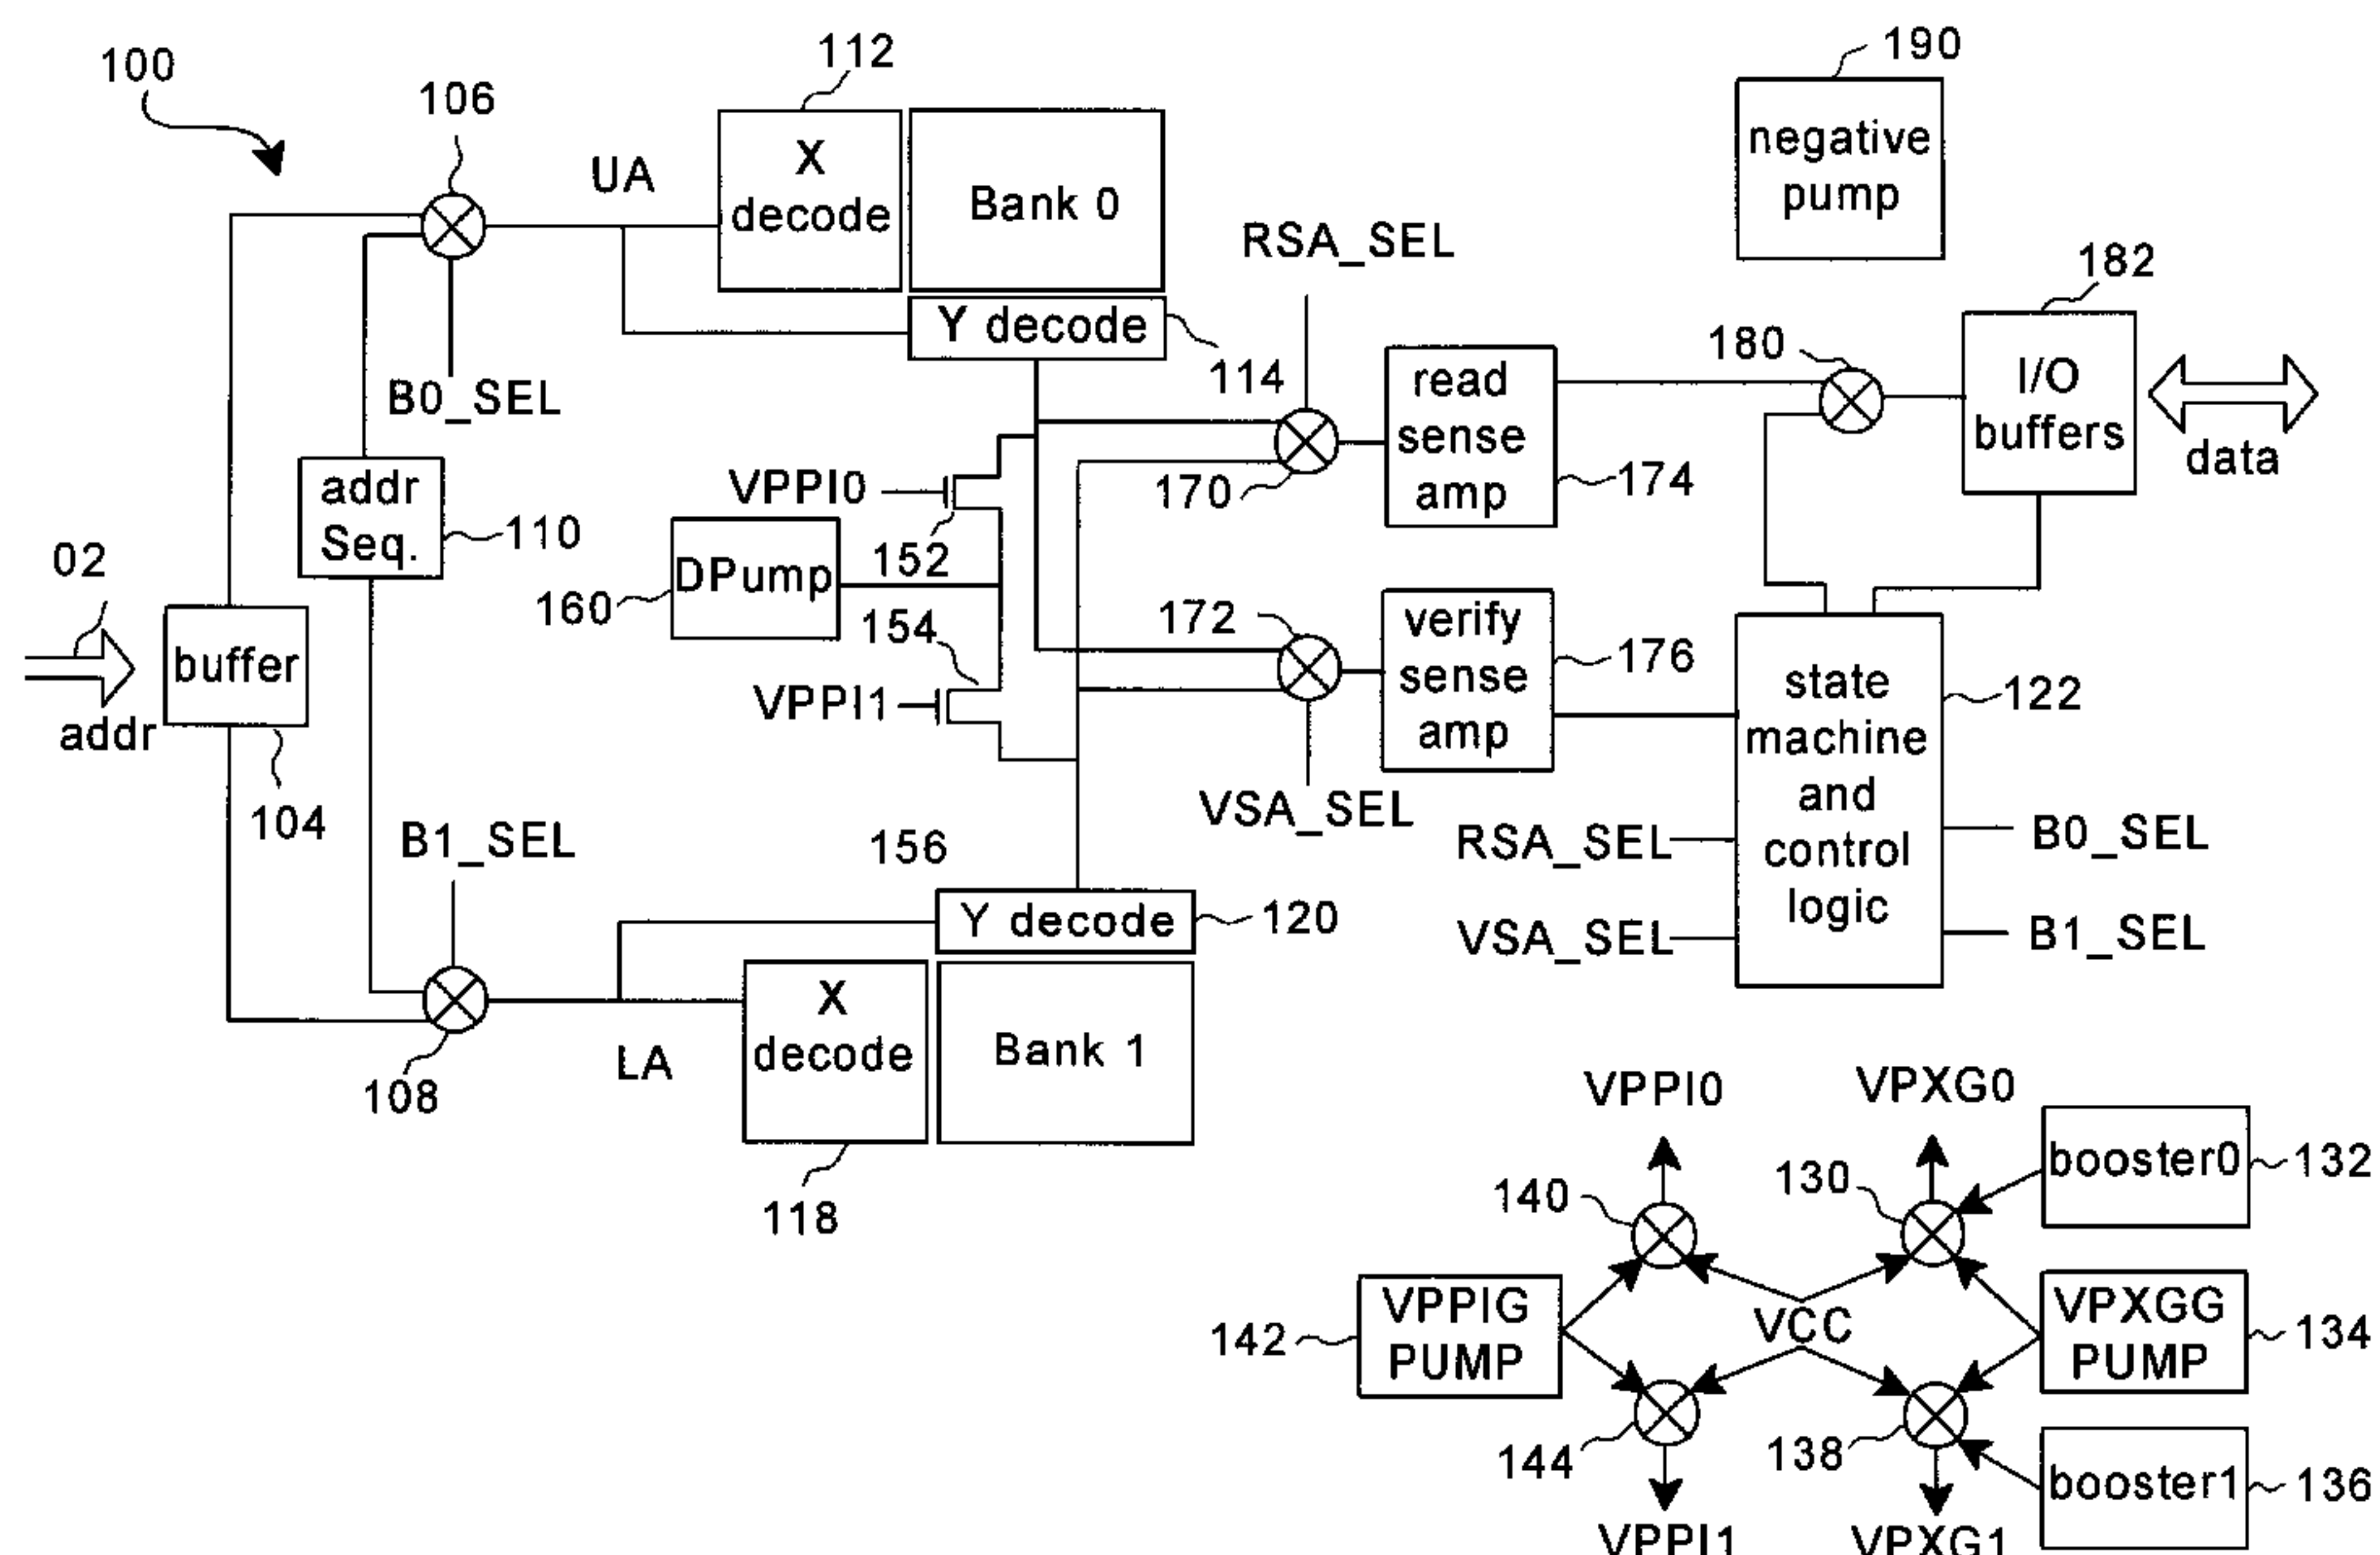 100
106
112
190
UA
X
decode
Bank 0
negative
pump
RSA_SEL
182
Y decode
180
114
B0_SEL
read
sense
amp
I/O
buffers
data
addr
Seq.
110
VPPI0
170
174
02
152
DPump
160
154
172
verify
sense
amp
176
buffer
addr
104
VPPI1
VSA_SEL
state
machine
and
control
logic
122
B1_SEL
156
RSA_SEL
B0_SEL
Y decode
120
VSA_SEL
B1_SEL
X
decode
Bank 1
108
LA
118
VPPI0
VPXG0
booster0
132
140
130
142
VPPIG
PUMP
VCC
VPXGG
PUMP
134
144
138
booster1
136
VPPI1
VPXG1